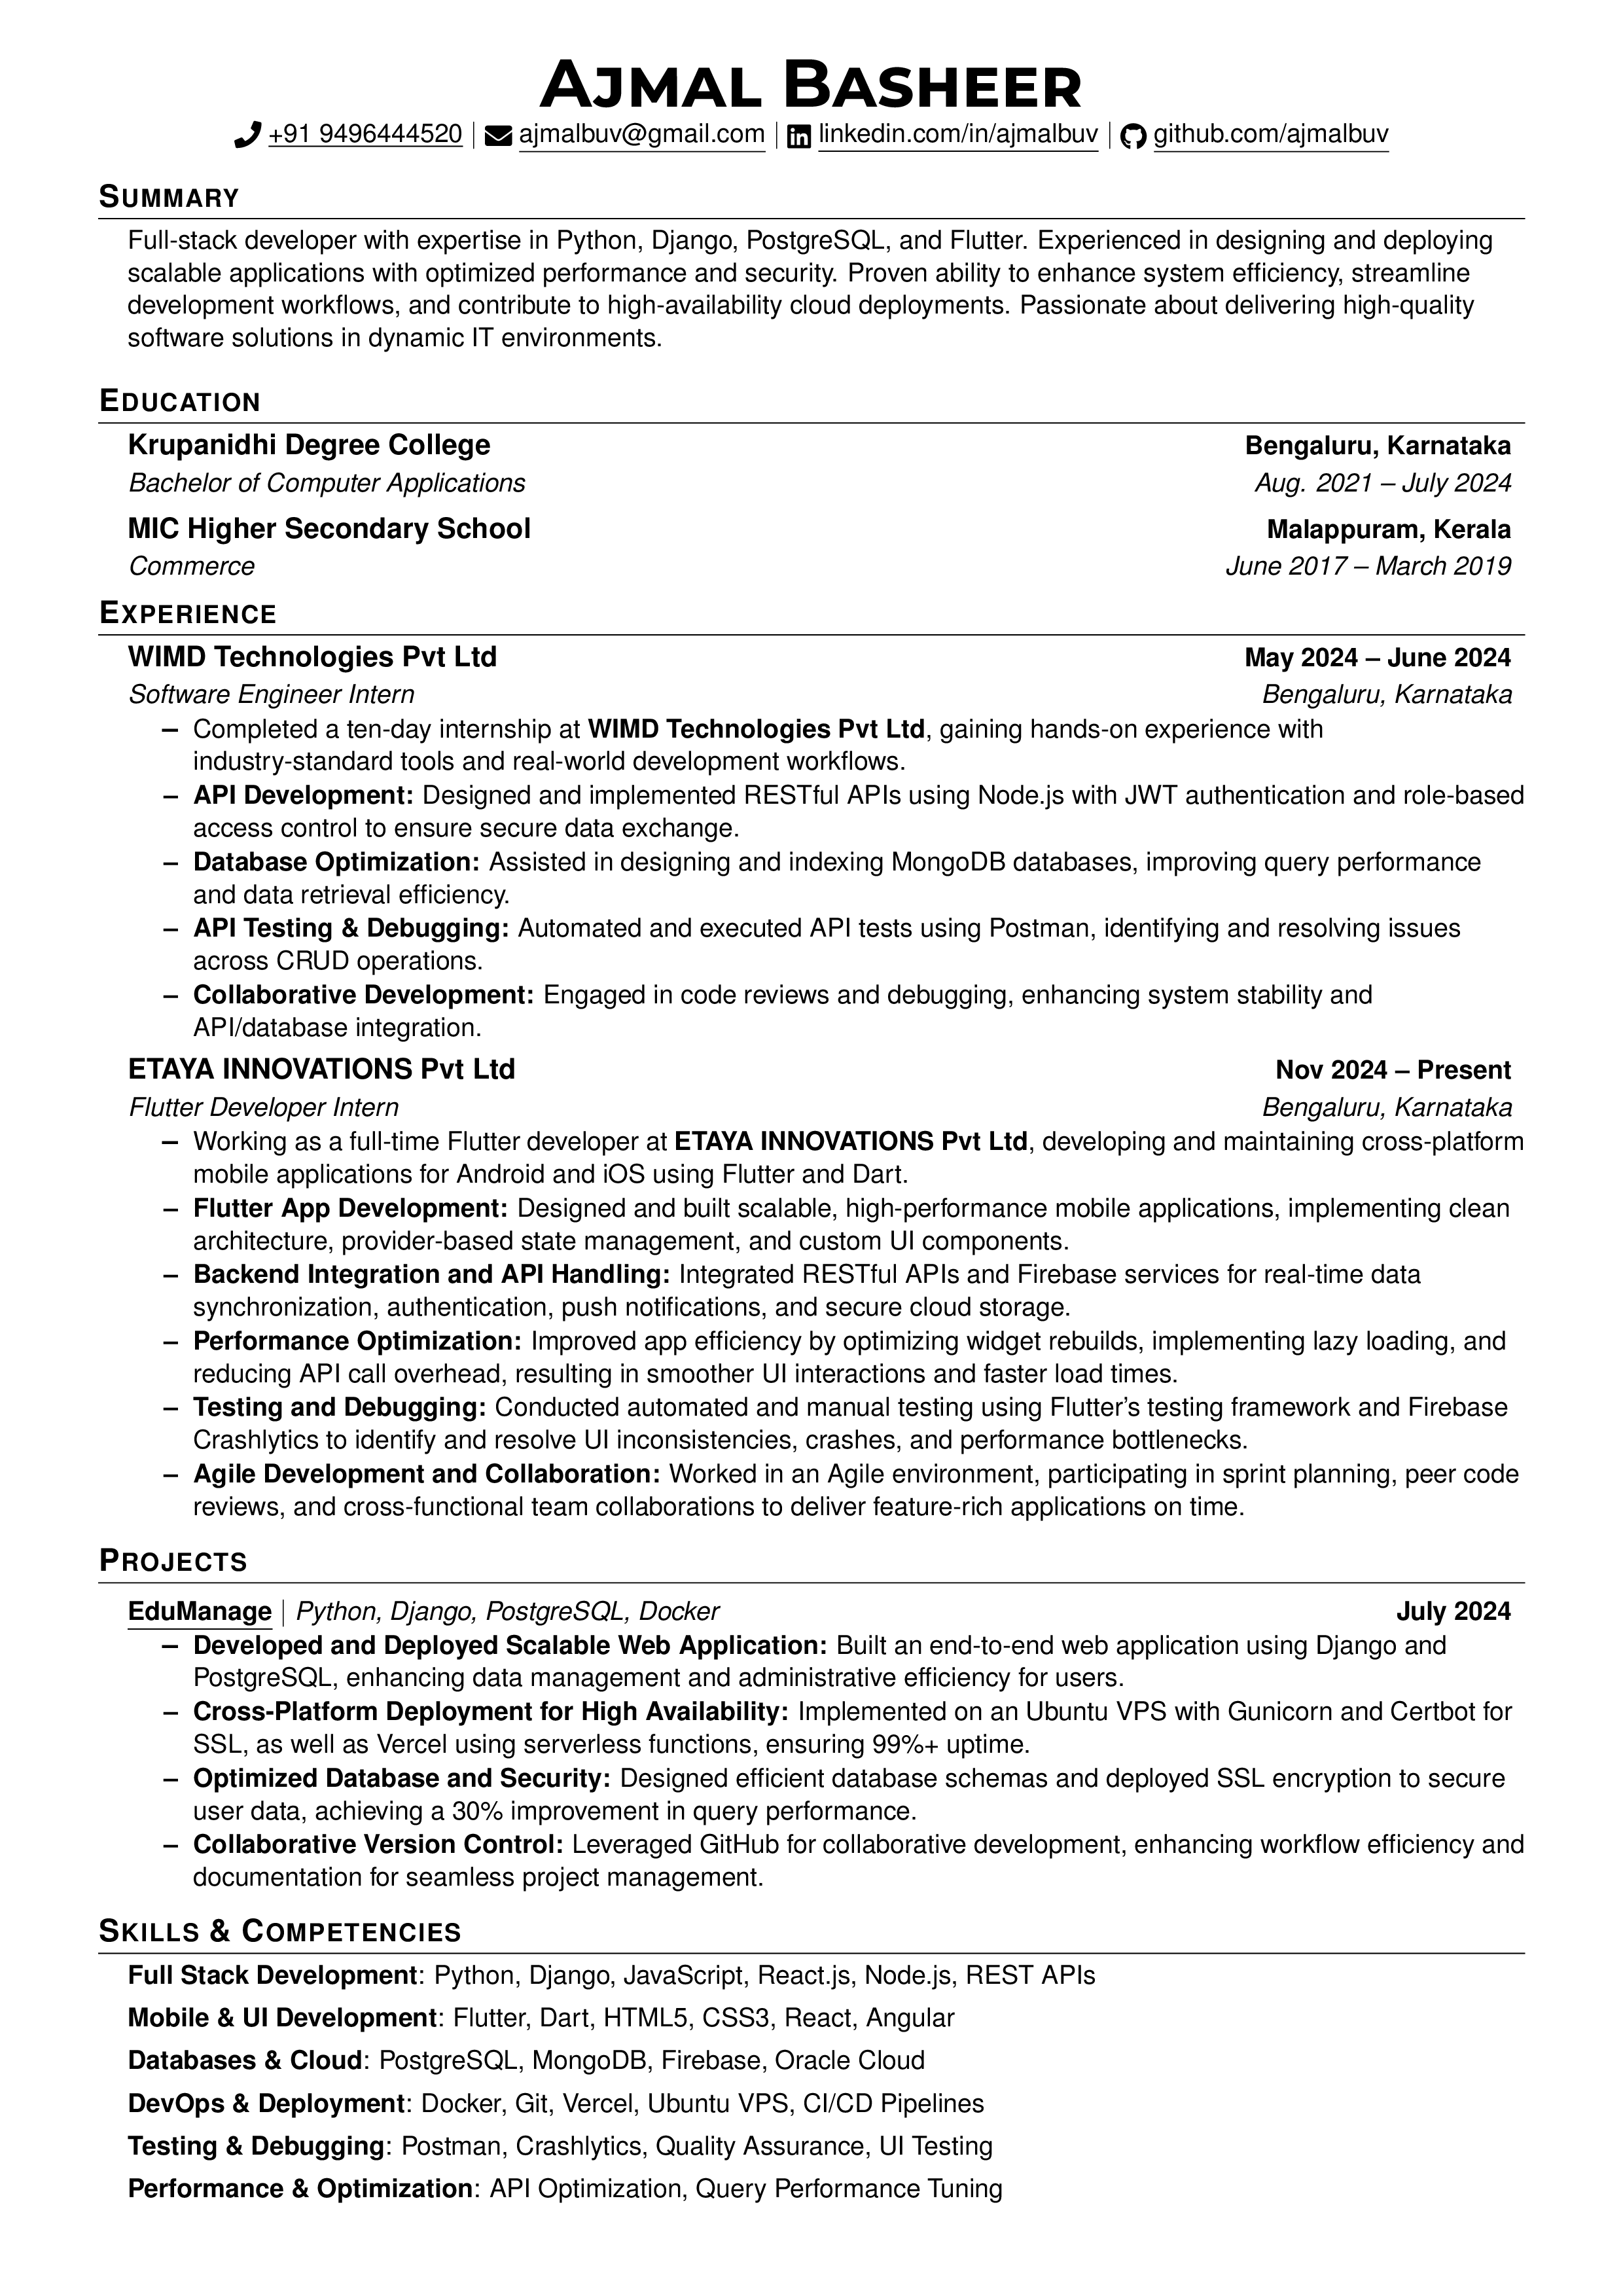 AJMAL BASHEER
+91 9496444520 | ajmalbuv@gmail.com | linkedin.com/in/ajmalbuv | github.com/ajmalbuv
SUMMARY
Full-stack developer with expertise in Python, Django, PostgreSQL, and Flutter. Experienced in designing and deploying
scalable applications with optimized performance and security. Proven ability to enhance system efficiency, streamline
development workflows, and contribute to high-availability cloud deployments. Passionate about delivering high-quality
software solutions in dynamic IT environments.
EDUCATION
Krupanidhi Degree College Bengaluru, Karnataka
Bachelor of Computer Applications Aug. 2021 – July 2024
MIC Higher Secondary School Malappuram, Kerala
Commerce June 2017 – March 2019
EXPERIENCE
WIMD Technologies Pvt Ltd May 2024 – June 2024
Software Engineer Intern Bengaluru, Karnataka
– Completed a ten-day internship at WIMD Technologies Pvt Ltd, gaining hands-on experience with
industry-standard tools and real-world development workflows.
– API Development: Designed and implemented RESTful APIs using Node.js with JWT authentication and role-based
access control to ensure secure data exchange.
– Database Optimization: Assisted in designing and indexing MongoDB databases, improving query performance
and data retrieval efficiency.
– API Testing & Debugging: Automated and executed API tests using Postman, identifying and resolving issues
across CRUD operations.
– Collaborative Development: Engaged in code reviews and debugging, enhancing system stability and
API/database integration.
ETAYA INNOVATIONS Pvt Ltd Nov 2024 – Present
Flutter Developer Intern Bengaluru, Karnataka
– Working as a full-time Flutter developer at ETAYA INNOVATIONS Pvt Ltd, developing and maintaining cross-platform
mobile applications for Android and iOS using Flutter and Dart.
– Flutter App Development: Designed and built scalable, high-performance mobile applications, implementing clean
architecture, provider-based state management, and custom UI components.
– Backend Integration and API Handling: Integrated RESTful APIs and Firebase services for real-time data
synchronization, authentication, push notifications, and secure cloud storage.
– Performance Optimization: Improved app efficiency by optimizing widget rebuilds, implementing lazy loading, and
reducing API call overhead, resulting in smoother UI interactions and faster load times.
– Testing and Debugging: Conducted automated and manual testing using Flutter’s testing framework and Firebase
Crashlytics to identify and resolve UI inconsistencies, crashes, and performance bottlenecks.
– Agile Development and Collaboration: Worked in an Agile environment, participating in sprint planning, peer code
reviews, and cross-functional team collaborations to deliver feature-rich applications on time.
PROJECTS
EduManage | Python, Django, PostgreSQL, Docker July 2024
– Developed and Deployed Scalable Web Application: Built an end-to-end web application using Django and
PostgreSQL, enhancing data management and administrative efficiency for users.
– Cross-Platform Deployment for High Availability: Implemented on an Ubuntu VPS with Gunicorn and Certbot for
SSL, as well as Vercel using serverless functions, ensuring 99%+ uptime.
– Optimized Database and Security: Designed efficient database schemas and deployed SSL encryption to secure
user data, achieving a 30% improvement in query performance.
– Collaborative Version Control: Leveraged GitHub for collaborative development, enhancing workflow efficiency and
documentation for seamless project management.
SKILLS & COMPETENCIES
Full Stack Development: Python, Django, JavaScript, React.js, Node.js, REST APIs
Mobile & UI Development: Flutter, Dart, HTML5, CSS3, React, Angular
Databases & Cloud: PostgreSQL, MongoDB, Firebase, Oracle Cloud
DevOps & Deployment: Docker, Git, Vercel, Ubuntu VPS, CI/CD Pipelines
Testing & Debugging: Postman, Crashlytics, Quality Assurance, UI Testing
Performance & Optimization: API Optimization, Query Performance Tuning